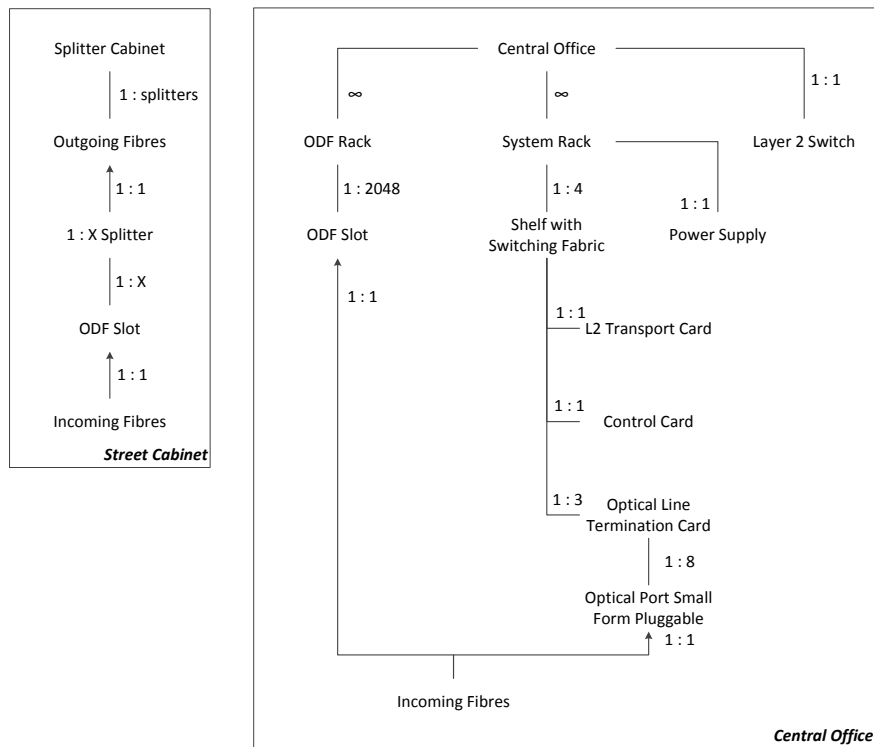 Splitter Cabinet
1 : splitters
Outgoing Fibres
1 : 1
1 : X Splitter
1 : X
ODF Slot
1 : 1
Incoming Fibres
Street Cabinet
Central Office
∞
∞
1 : 1
ODF Rack
System Rack
Layer 2 Switch
1 : 2048
1 : 4
1 : 1
ODF Slot
Shelf with
Switching Fabric
Power Supply
1 : 1
1 : 1
L2 Transport Card
1 : 1
Control Card
1 : 3
Optical Line
Termination Card
1 : 8
Optical Port Small
Form Pluggable
1 : 1
Incoming Fibres
Central Office